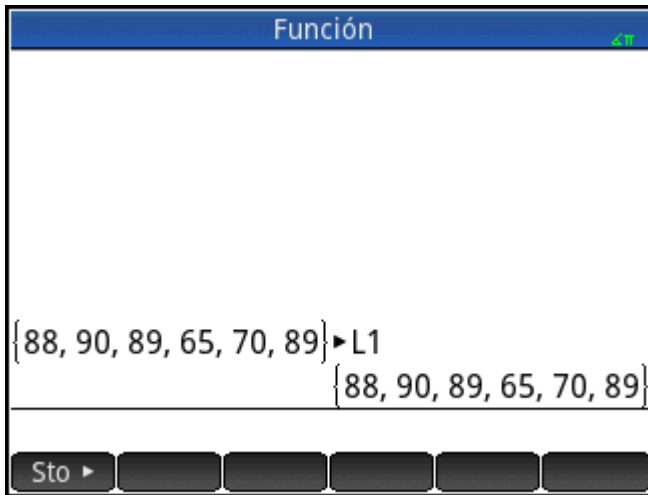 Función
∡π
{88, 90, 89, 65, 70, 89}►L1
{88, 90, 89, 65, 70, 89}
Sto ►